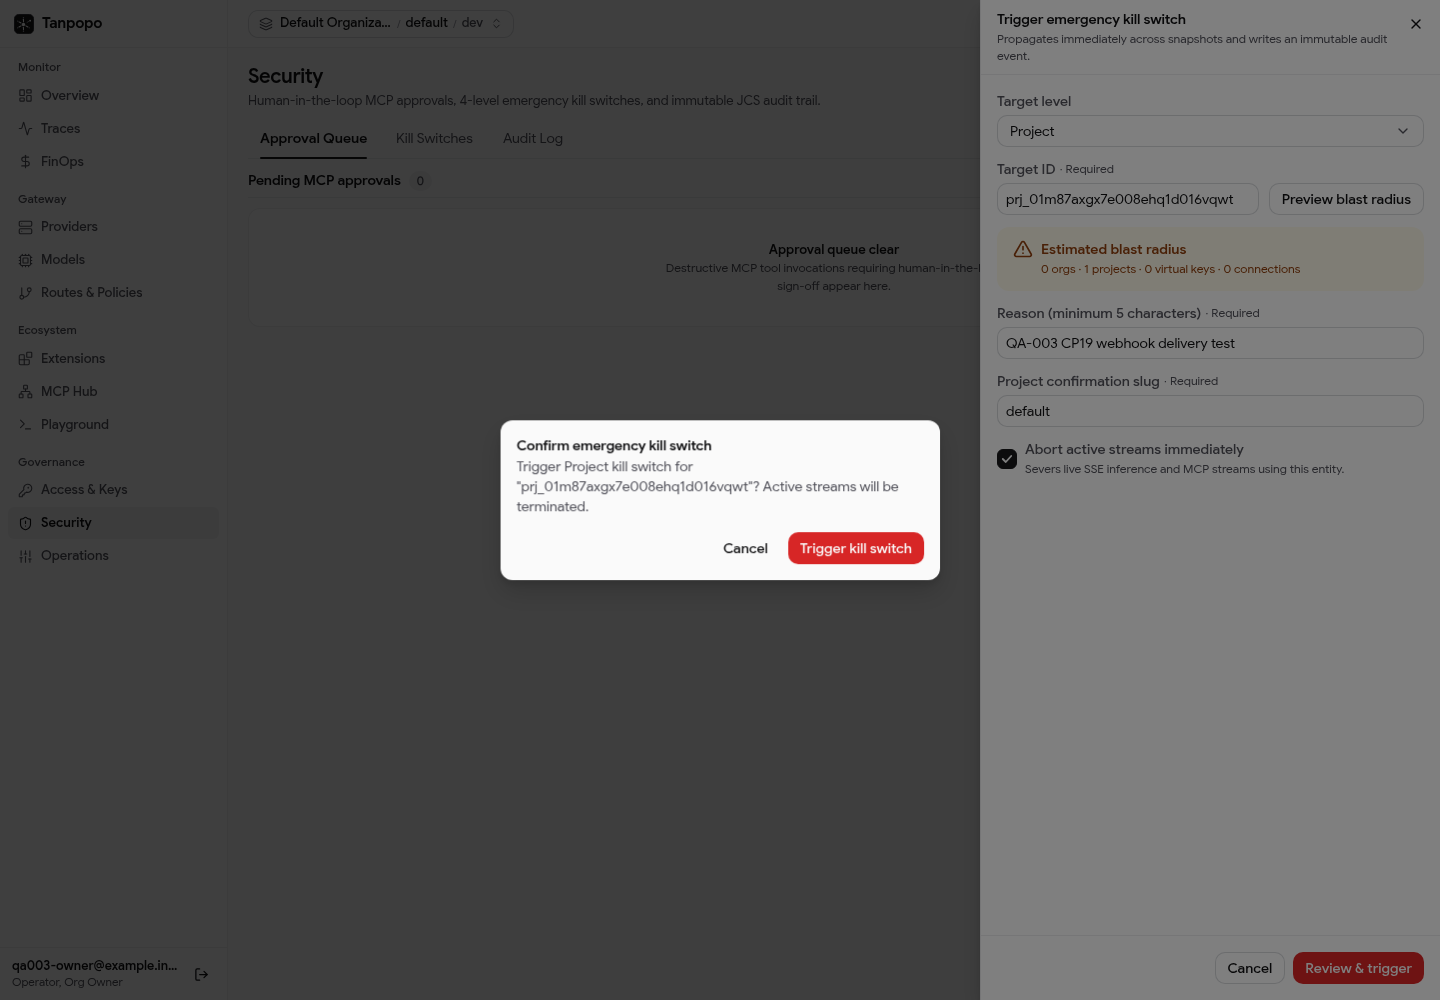 Tanpopo
Monitor
Overview
Traces
FinOps
Gateway
Providers
Models
Routes & Policies
Ecosystem
Extensions
MCP Hub
Playground
Governance
Access & Keys
Security
Operations
qa003-owner@example.in...
Operator, Org Owner
Default Organiza... / default / dev
Security
Human-in-the-loop MCP approvals, 4-level emergency kill switches, and immutable JCS audit trail.
Approval Queue
Kill Switches
Audit Log
Pending MCP approvals 0
Approval queue clear
Destructive MCP tool invocations requiring human-in-the-
sign-off appear here.
Confirm emergency kill switch
Trigger Project kill switch for
"prj_01m87axgx7e008ehq1d016vqwt"? Active streams will be
terminated.
Cancel
Trigger kill switch
Trigger emergency kill switch
Propagates immediately across snapshots and writes an immutable audit
event.
Target level
Project
Target ID · Required
prj_01m87axgx7e008ehq1d016vqwt
Preview blast radius
Estimated blast radius
0 orgs · 1 projects · 0 virtual keys · 0 connections
Reason (minimum 5 characters) · Required
QA-003 CP19 webhook delivery test
Project confirmation slug · Required
default
Abort active streams immediately
Severs live SSE inference and MCP streams using this entity.
Cancel
Review & trigger